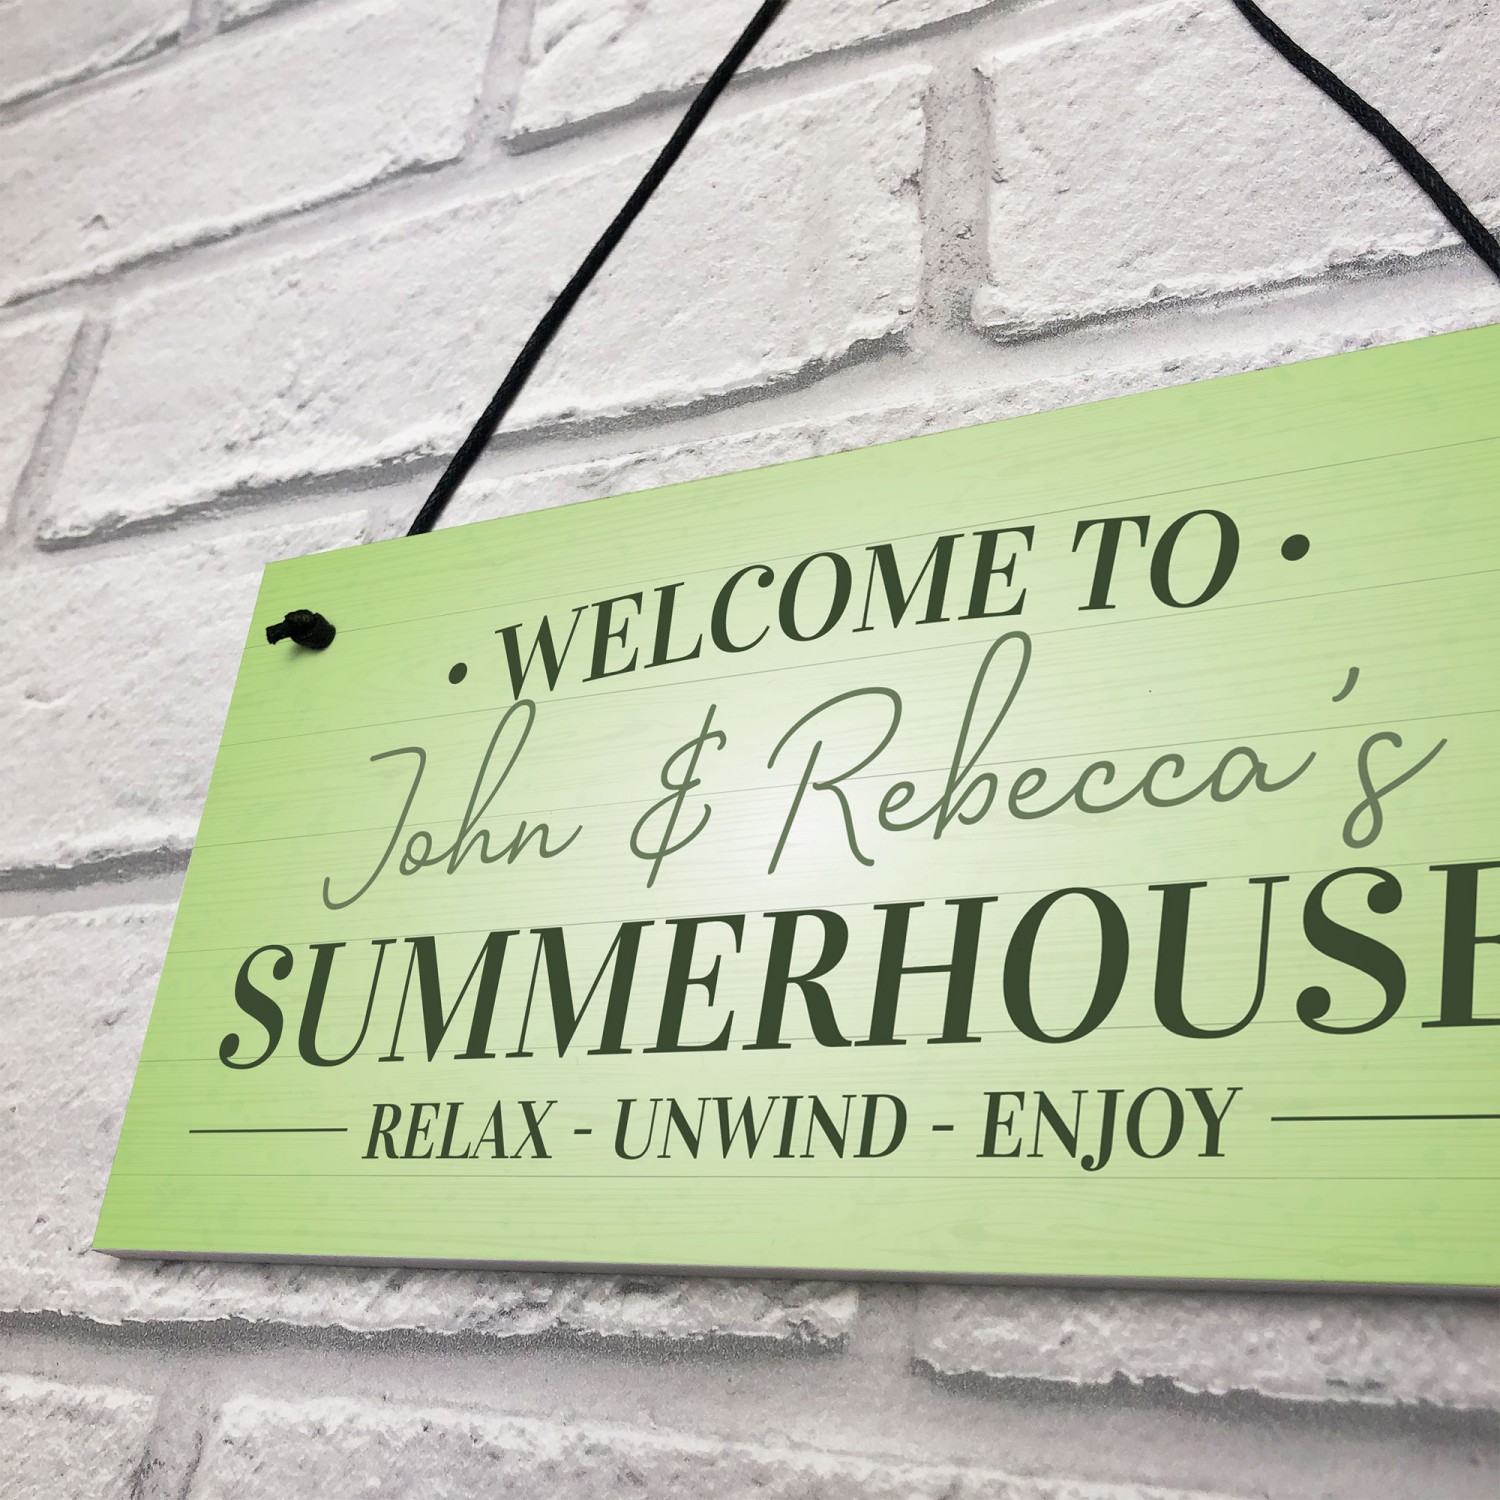 • WELCOME TO •
John & Rebecca's
SUMMERHOUSE
RELAX - UNWIND - ENJOY